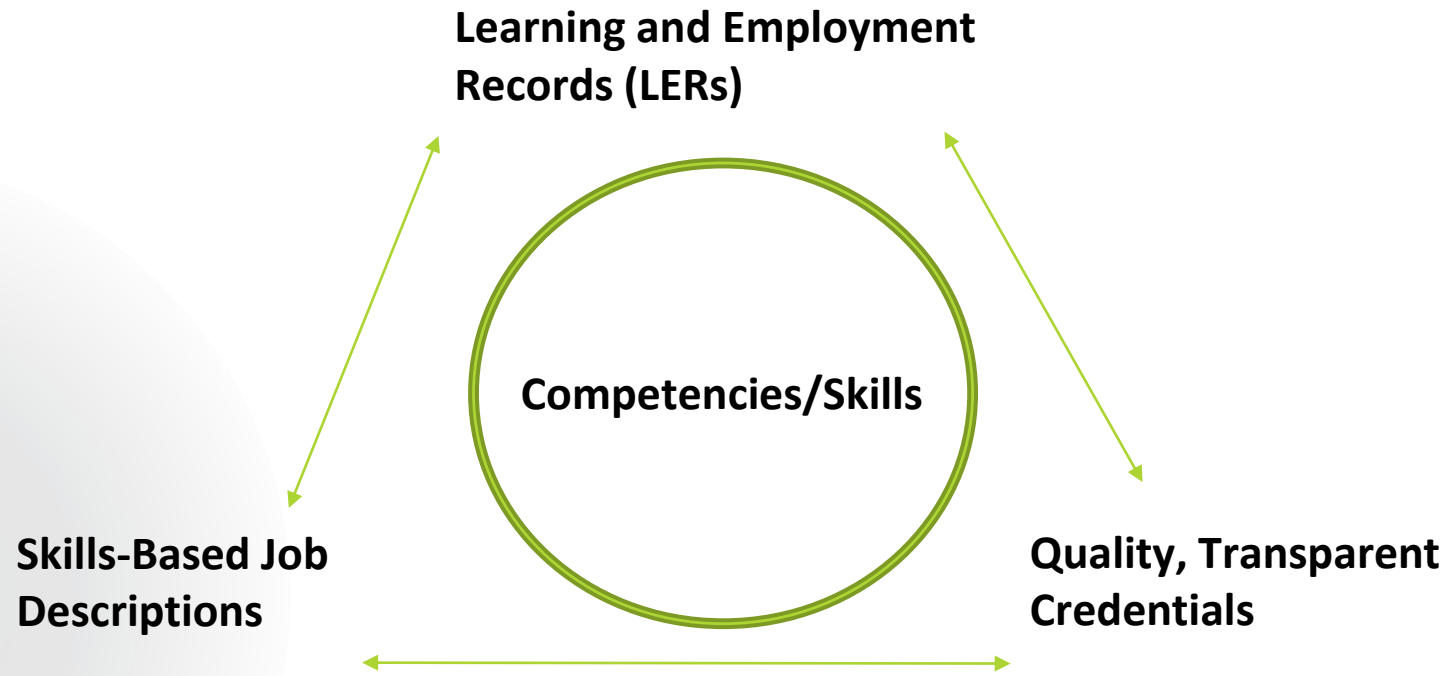 Learning and Employment
Records (LERs)
Competencies/Skills
Skills-Based Job
Descriptions
Quality, Transparent
Credentials